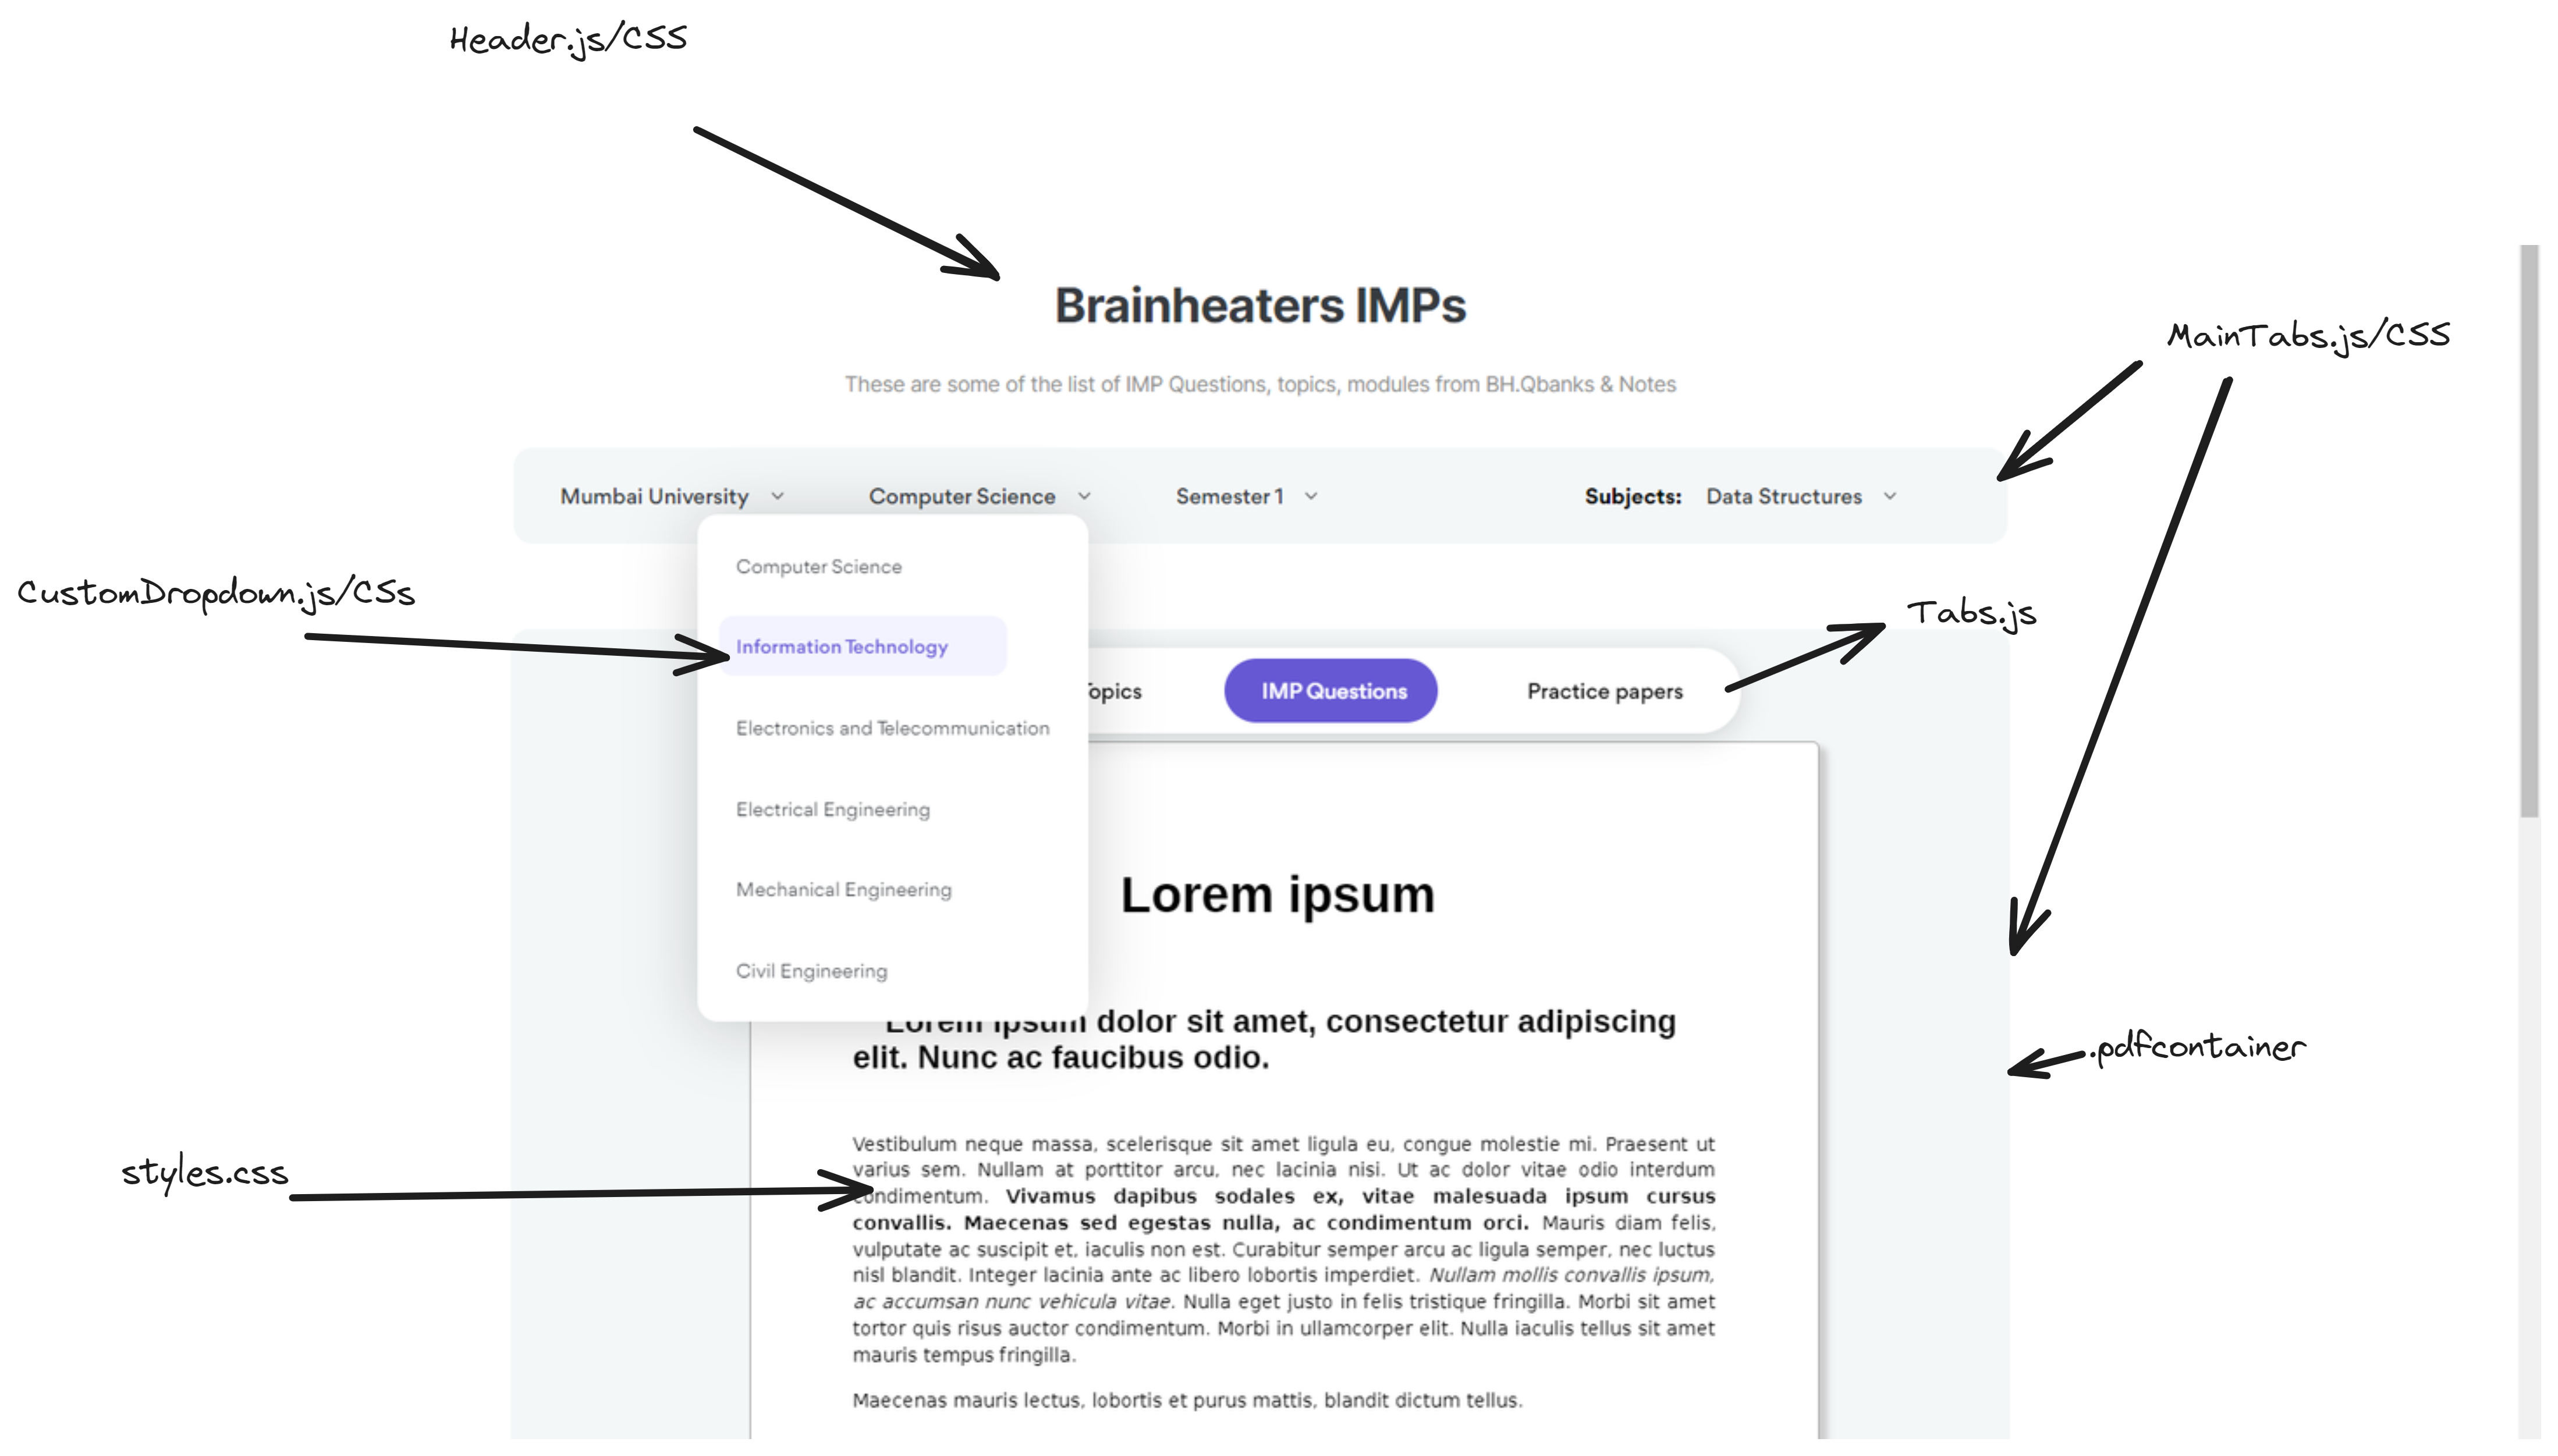 Header.js/CSS
Brainheaters IMPs
MainTabs.js/CSS
These are some of the list of IMP Questions, topics, modules from BH.Qbanks & Notes
Mumbai University Computer Science Semester 1 Subjects: Data Structures
Computer Science
CustomDropdown.js/CSs
Tabs.js
Information Technology
opics IMP Questions Practice papers
Electronics and Telecommunication
Electrical Engineering
Mechanical Engineering
Lorem ipsum
Civil Engineering
Lorem ipsum dolor sit amet, consectetur adipiscing
elit. Nunc ac faucibus odio.
.pdfcontainer
Vestibulum neque massa, scelerisque sit amet ligula eu, congue molestie mi. Praesent ut
styles.css
varius sem. Nullam at porttitor arcu, nec lacinia nisi. Ut ac dolor vitae odio interdum
condimentum. Vivamus dapibus sodales ex, vitae malesuada ipsum cursus
convallis. Maecenas sed egestas nulla, ac condimentum orci. Mauris diam felis,
vulputate ac suscipit et, iaculis non est. Curabitur semper arcu ac ligula semper, nec luctus
nisl blandit. Integer lacinia ante ac libero lobortis imperdiet. Nullam mollis convallis ipsum,
ac accumsan nunc vehicula vitae. Nulla eget justo in felis tristique fringilla. Morbi sit amet
tortor quis risus auctor condimentum. Morbi in ullamcorper elit. Nulla iaculis tellus sit amet
mauris tempus fringilla.
Maecenas mauris lectus, lobortis et purus mattis, blandit dictum tellus.